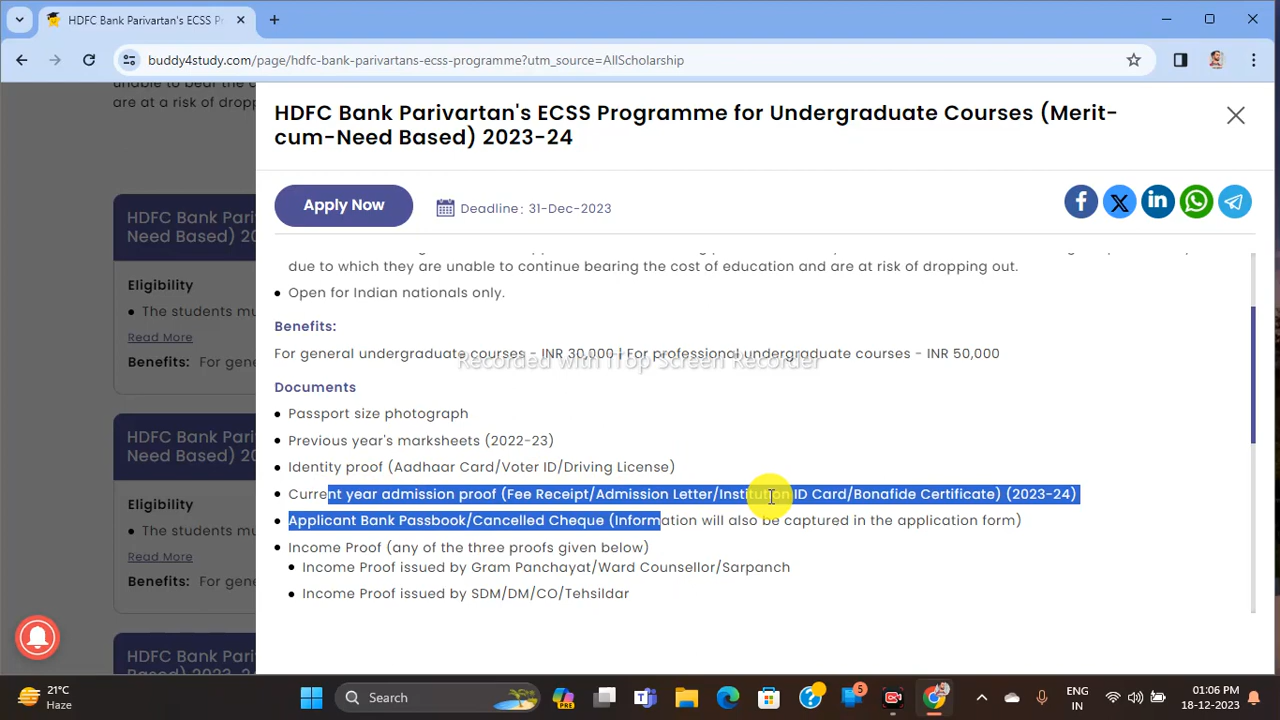 HDFC Bank Parivartan's ECSS P
buddy4study.com/page/hdfc-bank-parivartans-ecss-programme?utm_source=AllScholarship
unable to bear the c
are at a risk of dropp
HDFC Bank Pari
Need Based) 20
Eligibility
The students mu
Read More
Benefits: For gene
HDFC Bank Pari
Need Based) 20
Eligibility
The students mu
Read More
Benefits: For gene
HDFC Bank Pari
HDFC Bank Parivartan's ECSS Programme for Undergraduate Courses (Merit-
cum-Need Based) 2023-24
Apply Now
Deadline: 31-Dec-2023
due to which they are unable to continue bearing the cost of education and are at risk of dropping out.
Open for Indian nationals only.
Benefits:
For general undergraduate courses - INR 30,000 | For professional undergraduate courses - INR 50,000
Recorded with iTop Screen Recorder
Documents
Passport size photograph
Previous year's marksheets (2022-23)
Identity proof (Aadhaar Card/Voter ID/Driving License)
Current year admission proof (Fee Receipt/Admission Letter/Institution ID Card/Bonafide Certificate) (2023-24)
Applicant Bank Passbook/Cancelled Cheque (Information will also be captured in the application form)
Income Proof (any of the three proofs given below)
Income Proof issued by Gram Panchayat/Ward Counsellor/Sarpanch
Income Proof issued by SDM/DM/CO/Tehsildar
21°C
Haze
Search
PRE
5
ENG
IN
01:06 PM
18-12-2023